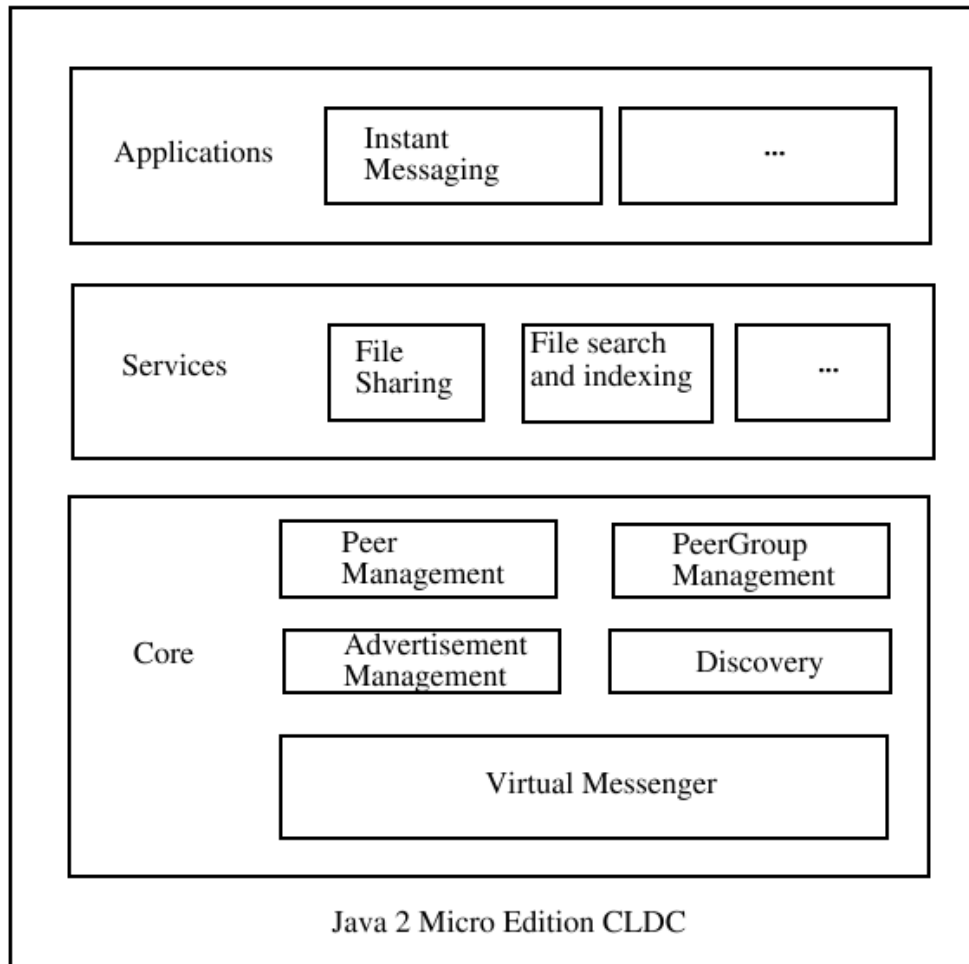 Applications
Instant
Messaging
...
Services
File
Sharing
File search
and indexing
...
Core
Peer
Management
PeerGroup
Management
Advertisement
Management
Discovery
Virtual Messenger
Java 2 Micro Edition CLDC